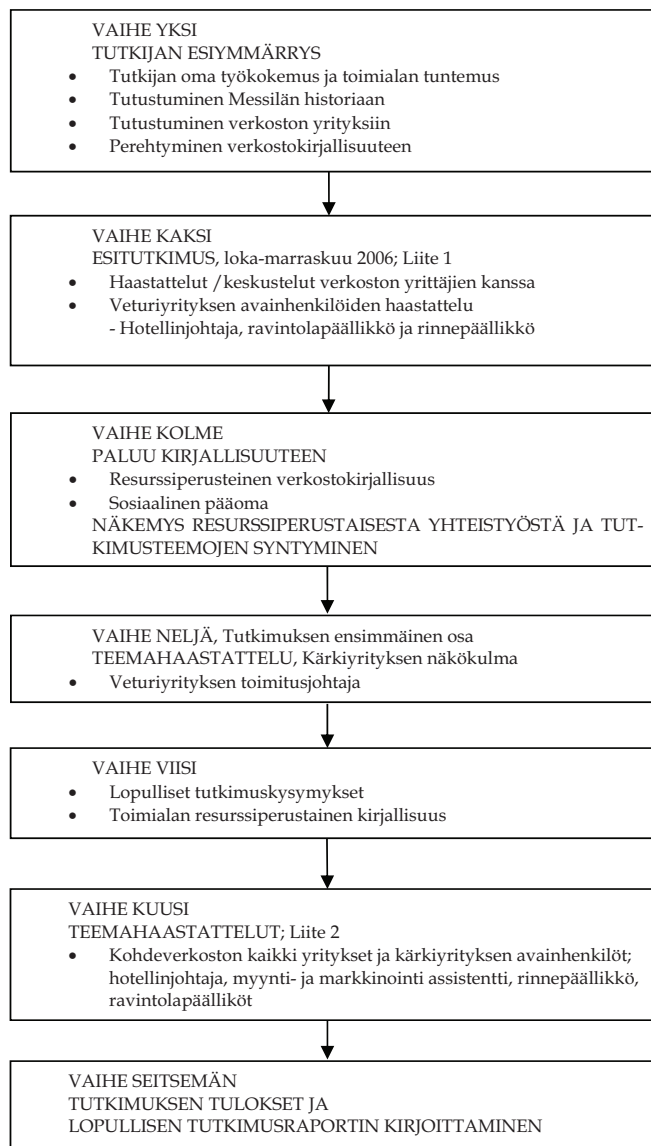 VAIHE YKSI
TUTKIJAN ESIYMMÄRRYS
• Tutkijan oma työkokemus ja toimialan tuntemus
• Tutustuminen Messilän historiaan
• Tutustuminen verkoston yrityksiin
• Perehtyminen verkostokirjallisuuteen
VAIHE KAKSI
ESITUTKIMUS, loka-marraskuu 2006; Liite 1
• Haastattelut /keskustelut verkoston yrittäjien kanssa
• Veturiyrityksen avainhenkilöiden haastattelu
- Hotellinjohtaja, ravintolapäällikkö ja rinnepäällikkö
VAIHE KOLME
PALUU KIRJALLISUUTEEN
• Resurssiperusteinen verkostokirjallisuus
• Sosiaalinen pääoma
NÄKEMYS RESURSSIPERUSTAISESTA YHTEISTYÖSTÄ JA TUT-
KIMUSTEEMOJEN SYNTYMINEN
VAIHE NELJÄ, Tutkimuksen ensimmäinen osa
TEEMAHAASTATTELU, Kärkiyrityksen näkökulma
• Veturiyrityksen toimitusjohtaja
VAIHE VIISI
• Lopulliset tutkimuskysymykset
• Toimialan resurssiperustainen kirjallisuus
VAIHE KUUSI
TEEMAHAASTATTELUT; Liite 2
• Kohdeverkoston kaikki yritykset ja kärkiyrityksen avainhenkilöt;
hotellinjohtaja, myynti- ja markkinointi assistentti, rinnepäällikkö,
ravintolapäälliköt
VAIHE SEITSEMÄN
TUTKIMUKSEN TULOKSET JA
LOPULLISEN TUTKIMUSRAPORTIN KIRJOITTAMINEN